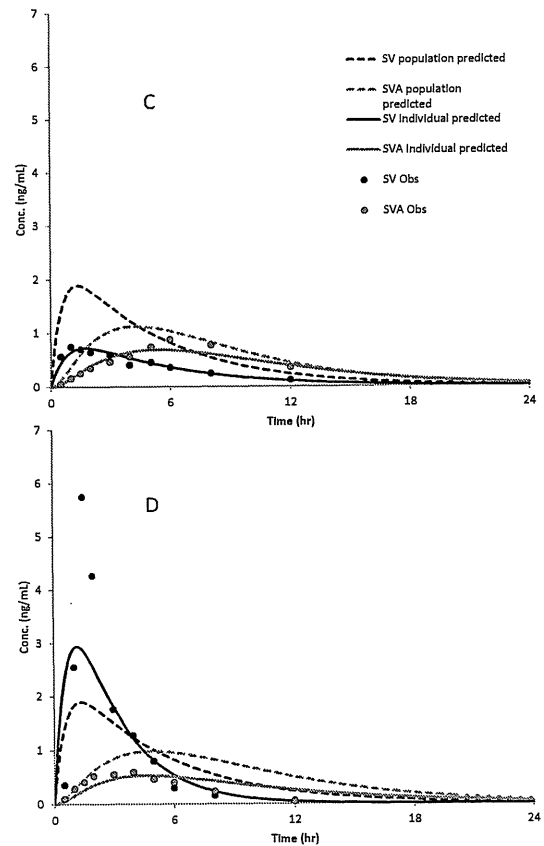 7
6
5
4
3
2
1
0
Conc. (ng/mL)
C
SV population predicted
SVA population
predicted
SV individual predicted
SVA individual predicted
SV Obs
SVA Obs
0 6 12 18 24
Time (hr)
7
6
5
4
3
2
1
0
Conc. (ng/mL)
D
0 6 12 18 24
Time (hr)